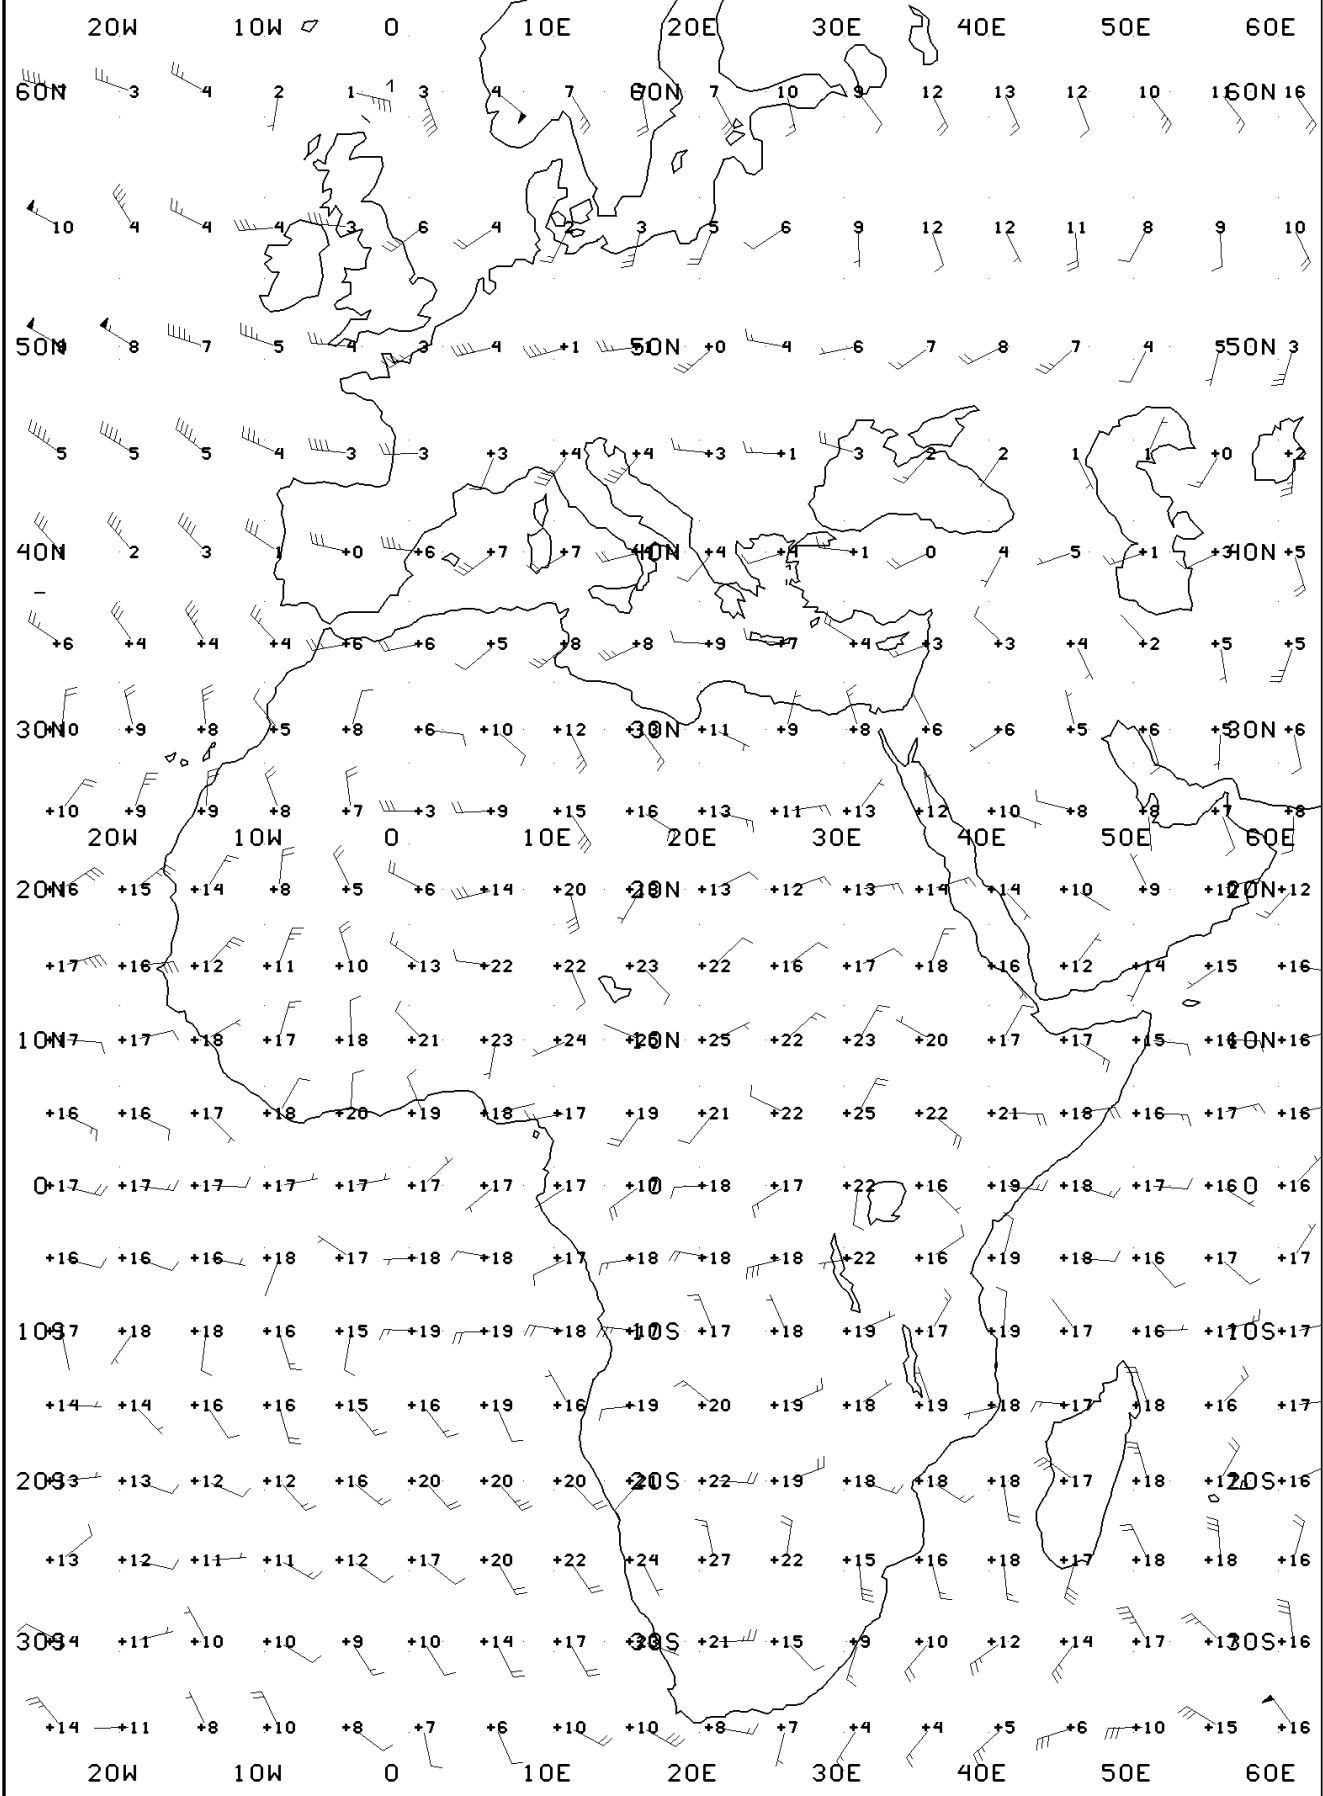 20W 10W 0 10E 20E 30E 40E 50E 60E
60N 3 4 2 1 1 3 4 7 60N 7 10 9 12 13 12 10 60N 16
10 4 4 4 3 6 4 2 3 5 6 9 12 12 11 8 9 10
50N 8 7 5 4 3 4 +1 50N +0 4 6 7 8 7 4 5 50N 3
5 5 5 4 3 3 +3 +4 +4 +3 +1 3 2 2 1 1 +0 +2
40N 2 3 1 +0 +6 +7 +7 40N +4 +4 +1 0 4 5 +1 +3 40N +5
+6 +4 +4 +4 +6 +6 +5 +8 +8 +9 +7 +4 +3 +3 +4 +2 +5 +5
30N +10 +9 +8 +5 +8 +6 +10 +12 30N +11 +9 +8 +6 +6 +5 +6 +5 30N +6
+10 +9 +9 +8 +7 +3 +9 +15 +16 +13 +11 +13 +12 +10 +8 +8 +7 +8
20W 10W 0 10E 20E 30E 40E 50E 60E
20N +16 +15 +14 +8 +5 +6 +14 +20 20N +13 +12 +13 +14 +14 +10 +9 20N +12
+17 +16 +12 +11 +10 +13 +22 +22 +23 +22 +16 +17 +18 +16 +12 +14 +15 +16
10N +17 +17 +18 +17 +18 +21 +23 +24 10N +25 +22 +23 +20 +17 +17 +15 10N +16
+16 +16 +17 +18 +20 +19 +18 +17 +19 +21 +22 +25 +22 +21 +18 +16 +17 +16
0 +17 +17 +17 +17 +17 +17 +17 +17 0 +18 +17 +22 +16 +19 +18 +17 +16 0 +16
+16 +16 +16 +18 +17 +18 +18 +17 +18 +18 +18 +22 +16 +19 +18 +16 +17 +17
10S +17 +18 +18 +16 +15 +19 +19 +18 10S +17 +18 +19 +17 +19 +17 +16 10S +17
+14 +14 +16 +16 +15 +16 +19 +16 +19 +20 +19 +18 +19 +18 +17 +18 +16 +17
20S +13 +13 +12 +12 +16 +20 +20 +20 20S +22 +19 +18 +18 +18 +17 +18 20S +16
+13 +12 +11 +11 +12 +17 +20 +22 +24 +27 +22 +15 +16 +18 +17 +18 +18 +16
30S +14 +11 +10 +10 +9 +10 +14 +17 30S +21 +15 +9 +10 +12 +14 +17 30S +16
+14 +11 +8 +10 +8 +7 +6 +10 +10 +8 +7 +4 +4 +5 +6 +10 +15 +16
20W 10W 0 10E 20E 30E 40E 50E 60E